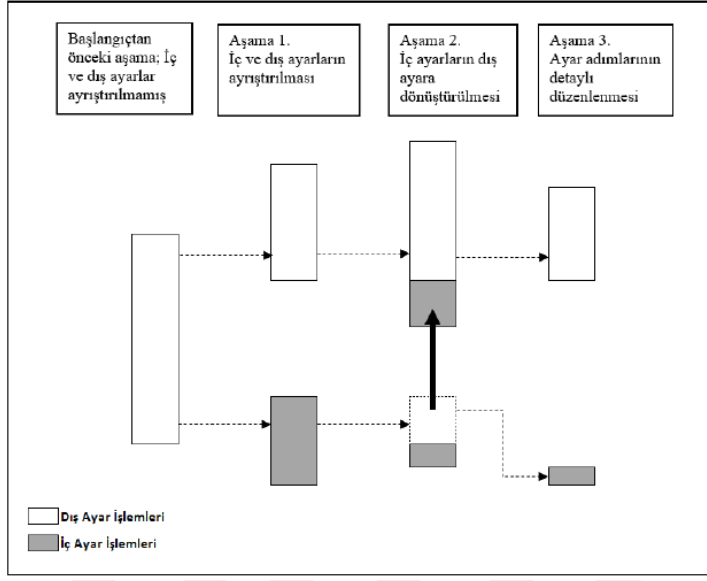 Başlangıçtan
önceki aşama; İç
ve dış ayarlar
ayrıştırılmamış
Aşama 1.
İç ve dış ayarların
ayrıştırılması
Aşama 2.
İç ayarların dış
ayara
dönüştürülmesi
Aşama 3.
Ayar adımlarının
detaylı
düzenlenmesi
Dış Ayar İşlemleri
İç Ayar İşlemleri